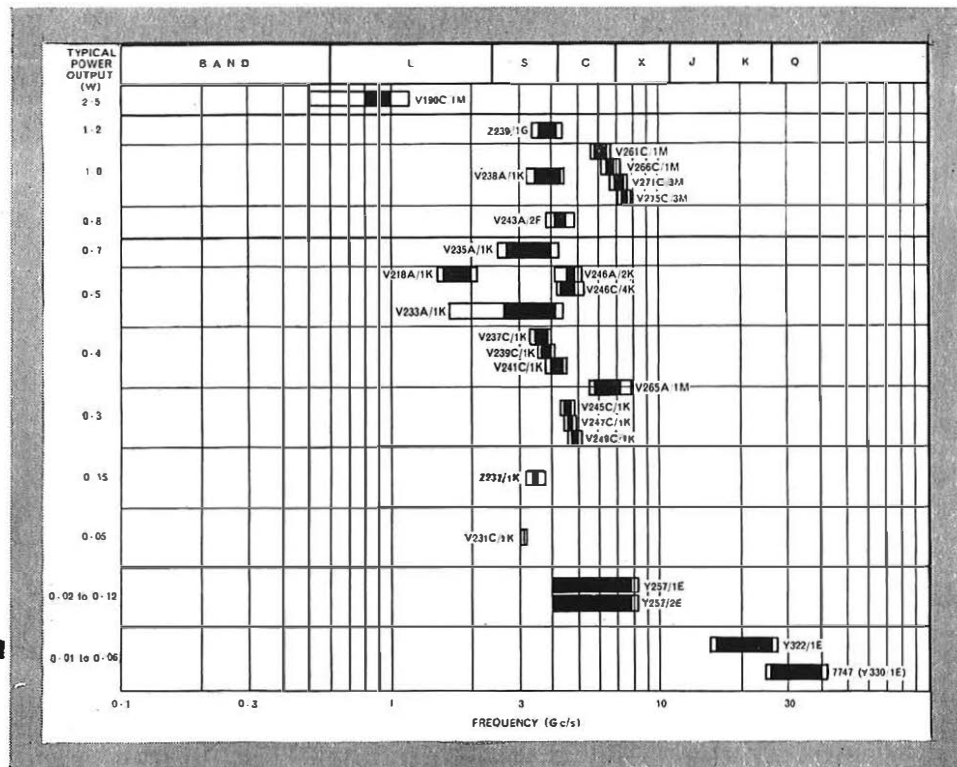 TYPICAL
POWER
OUTPUT
(W)
BAND L S C X J K Q
2·5
V190C/1M
1·2
Z239/1G
V261C/1M
V266C/1M
1·0
V238A/1K
V271C/3M
V275C/3M
0·8
V243A/2F
0·7
V235A/1K
V218A/1K
V246A/2K
V246C/4K
0·5
V233A/1K
V237C/1K
0·4
V239C/1K
V241C/1K
V265A/1M
V245C/1K
0·3
V247C/1K
V249C/1K
0·15
Z232/1K
0·05
V231C/1K
Y257/1E
0·02 to 0·12
Y257/2E
Y322/1E
0·01 to 0·06
7747 (Y330/1E)
0·1 0·3 1 3 10 30
FREQUENCY (Gc/s)